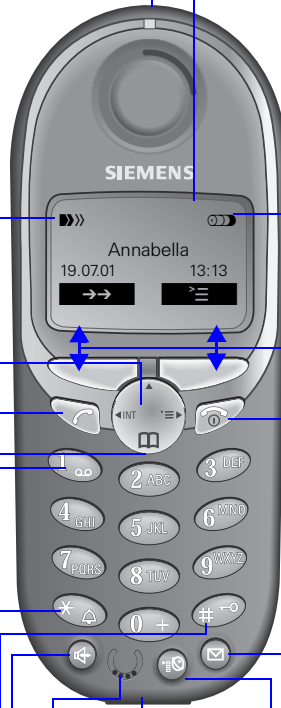 SIEMENS
Annabella
19.07.01 13:13
INT
1
2 ABC
3 DEF
4 GHI
5 JKL
6 MNO
7 PQRS
8 TUV
9 WXYZ
* 0 + #